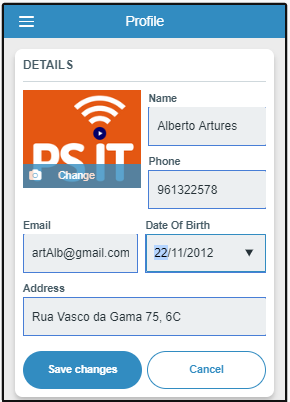 Profile
DETAILS
Name
Alberto Artures
PS IT
Change
Phone
961322578
Email
artAlb@gmail.com
Date Of Birth
22/11/2012
Address
Rua Vasco da Gama 75, 6C
Save changes
Cancel